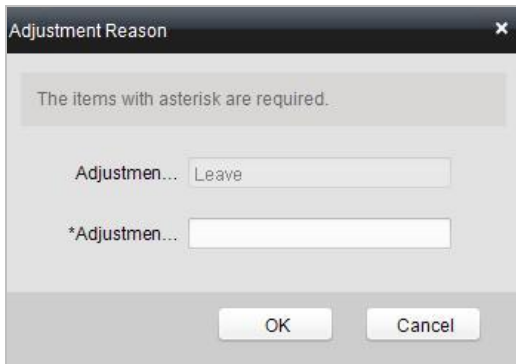 Adjustment Reason
The items with asterisk are required.
Adjustmen... Leave
*Adjustmen...
OK Cancel